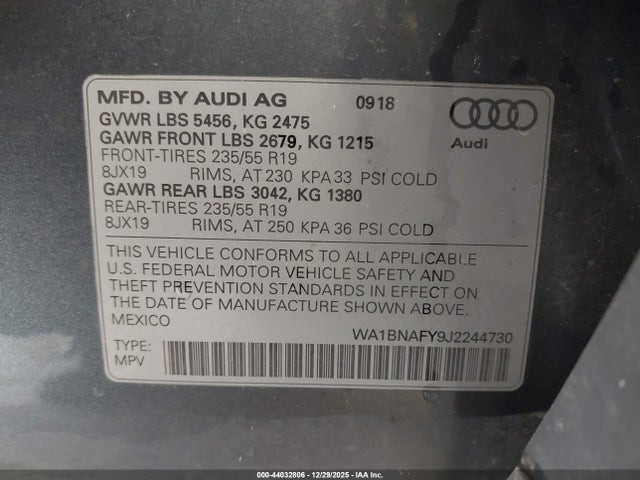 MFD. BY AUDI AG 0918
GVWR LBS 5456, KG 2475
GAWR FRONT LBS 2679, KG 1215
FRONT-TIRES 235/55 R19
8JX19 RIMS, AT 230 KPA 33 PSI COLD
GAWR REAR LBS 3042, KG 1380
REAR-TIRES 235/55 R19
8JX19 RIMS, AT 250 KPA 36 PSI COLD
Audi
THIS VEHICLE CONFORMS TO ALL APPLICABLE
U.S. FEDERAL MOTOR VEHICLE SAFETY AND
THEFT PREVENTION STANDARDS IN EFFECT ON
THE DATE OF MANUFACTURE SHOWN ABOVE.
MEXICO
WA1BNAFY9J2244730
TYPE:
MPV
000-44032806 - 12/29/2025 - IAA Inc.